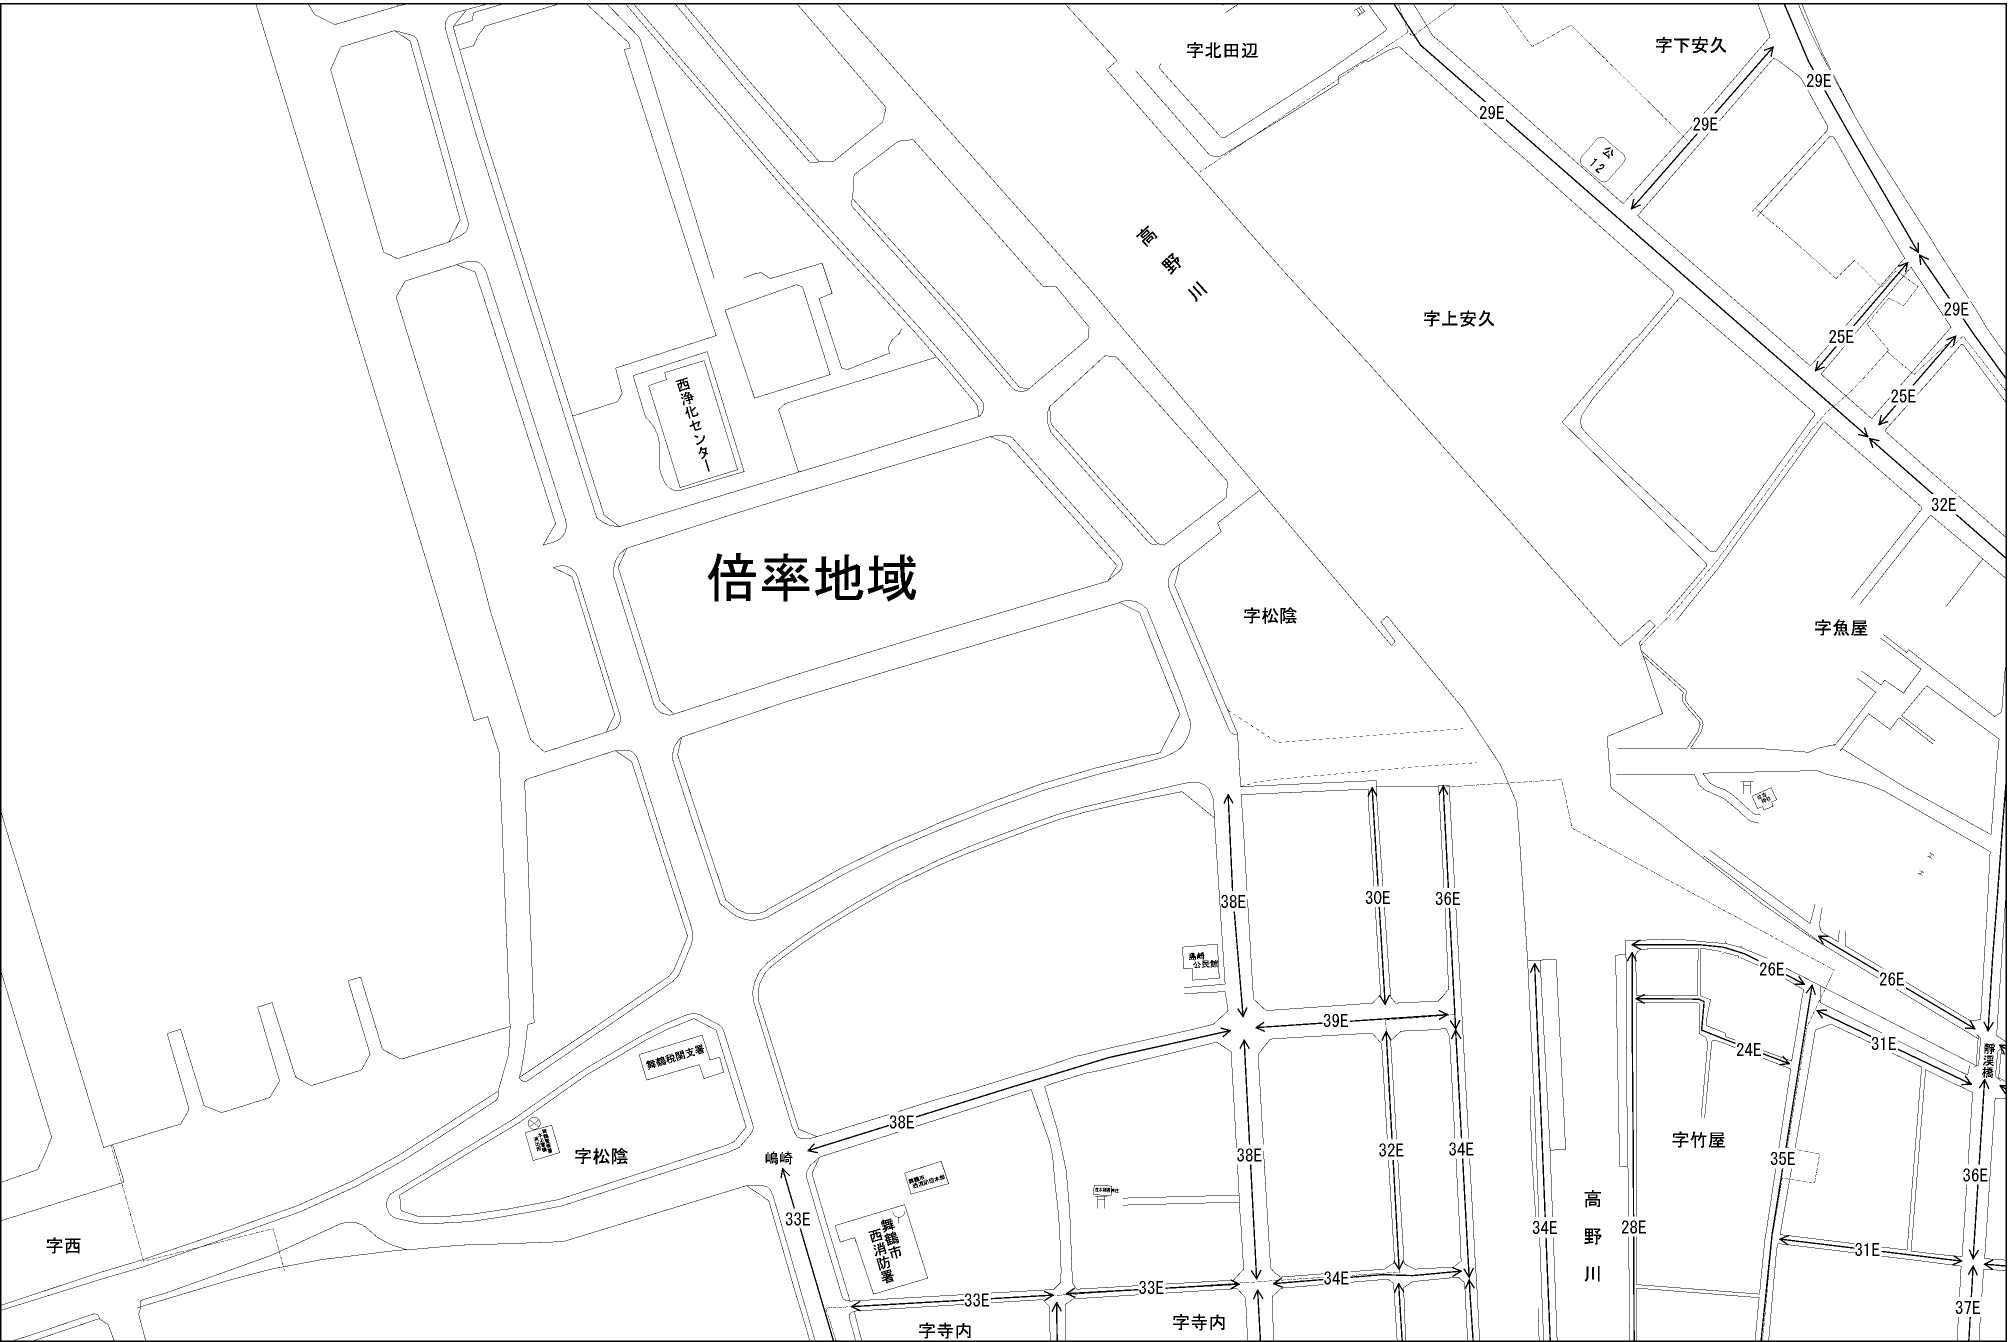 字北田辺
字下安久
29E
29E
29E
公
12
高野川
29E
字上安久
25E
西浄化センター
25E
32E
倍率地域
字松陰
字魚屋
38E
30E
36E
島崎
公民館
26E
26E
39E
31E
静渓橋
24E
舞鶴税関支署
38E
字竹屋
字松陰
嶋崎
38E
32E
34E
35E
36E
舞鶴市
西消防署
33E
34E
28E
高野川
字西
31E
34E
33E
33E
37E
字寺内
字寺内